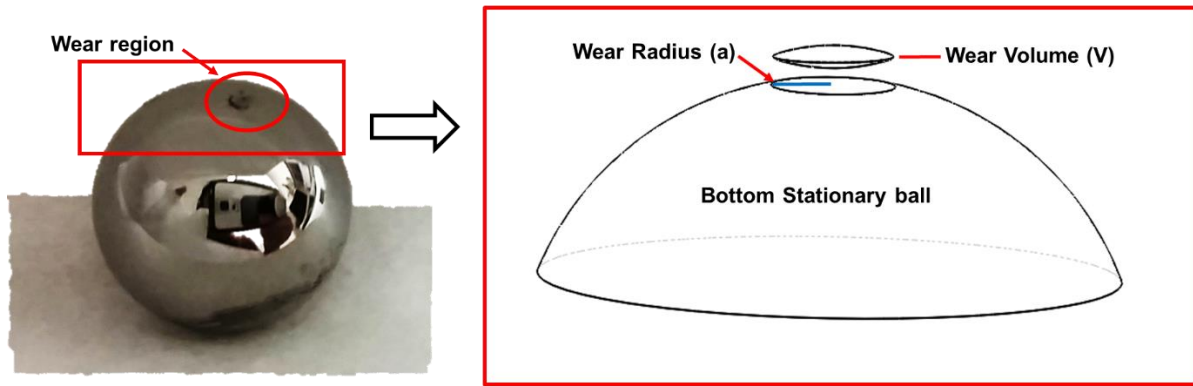 Wear region
Wear Radius (a)
Wear Volume (V)
Bottom Stationary ball